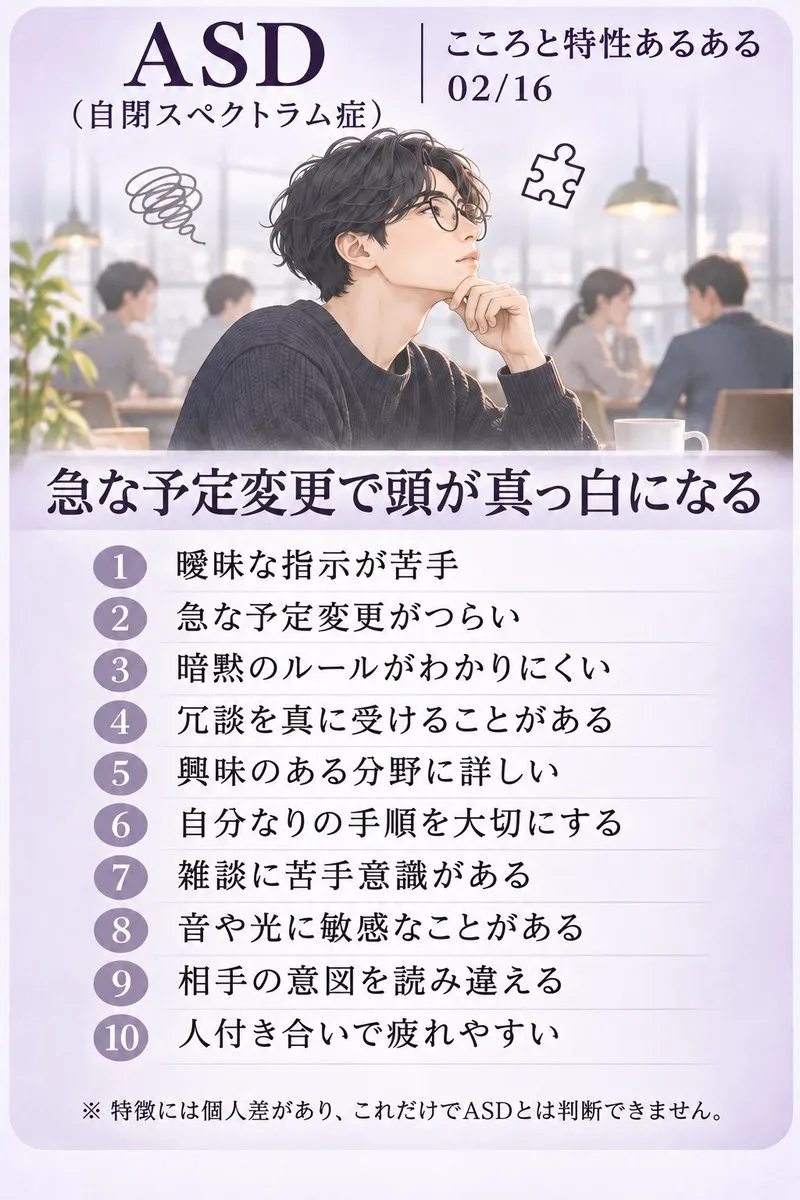 ASD
(自閉スペクトラム症)
こころと特性あるある
02/16
急な予定変更で頭が真っ白になる
1 曖昧な指示が苦手
2 急な予定変更がつらい
3 暗黙のルールがわかりにくい
4 冗談を真に受けることがある
5 興味のある分野に詳しい
6 自分なりの手順を大切にする
7 雑談に苦手意識がある
8 音や光に敏感なことがある
9 相手の意図を読み違える
10 人付き合いで疲れやすい
※ 特徴には個人差があり、これだけでASDとは判断できません。